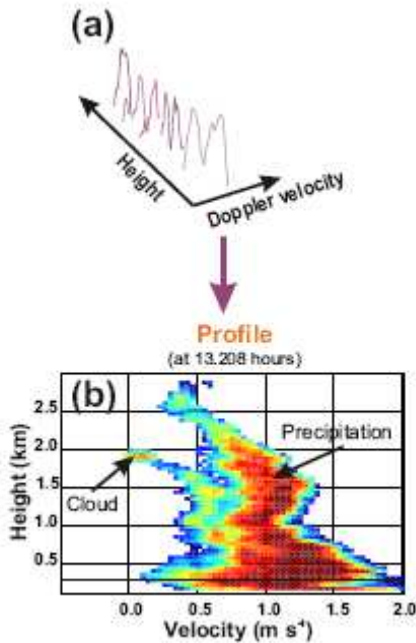 (a)
Height
Doppler velocity
Profile
(at 13.208 hours)
(b)
2.5
2.0
1.5
1.0
0.5
Height (km)
Precipitation
Cloud
0.0 0.5 1.0 1.5 2.0
Velocity (m s⁻¹)